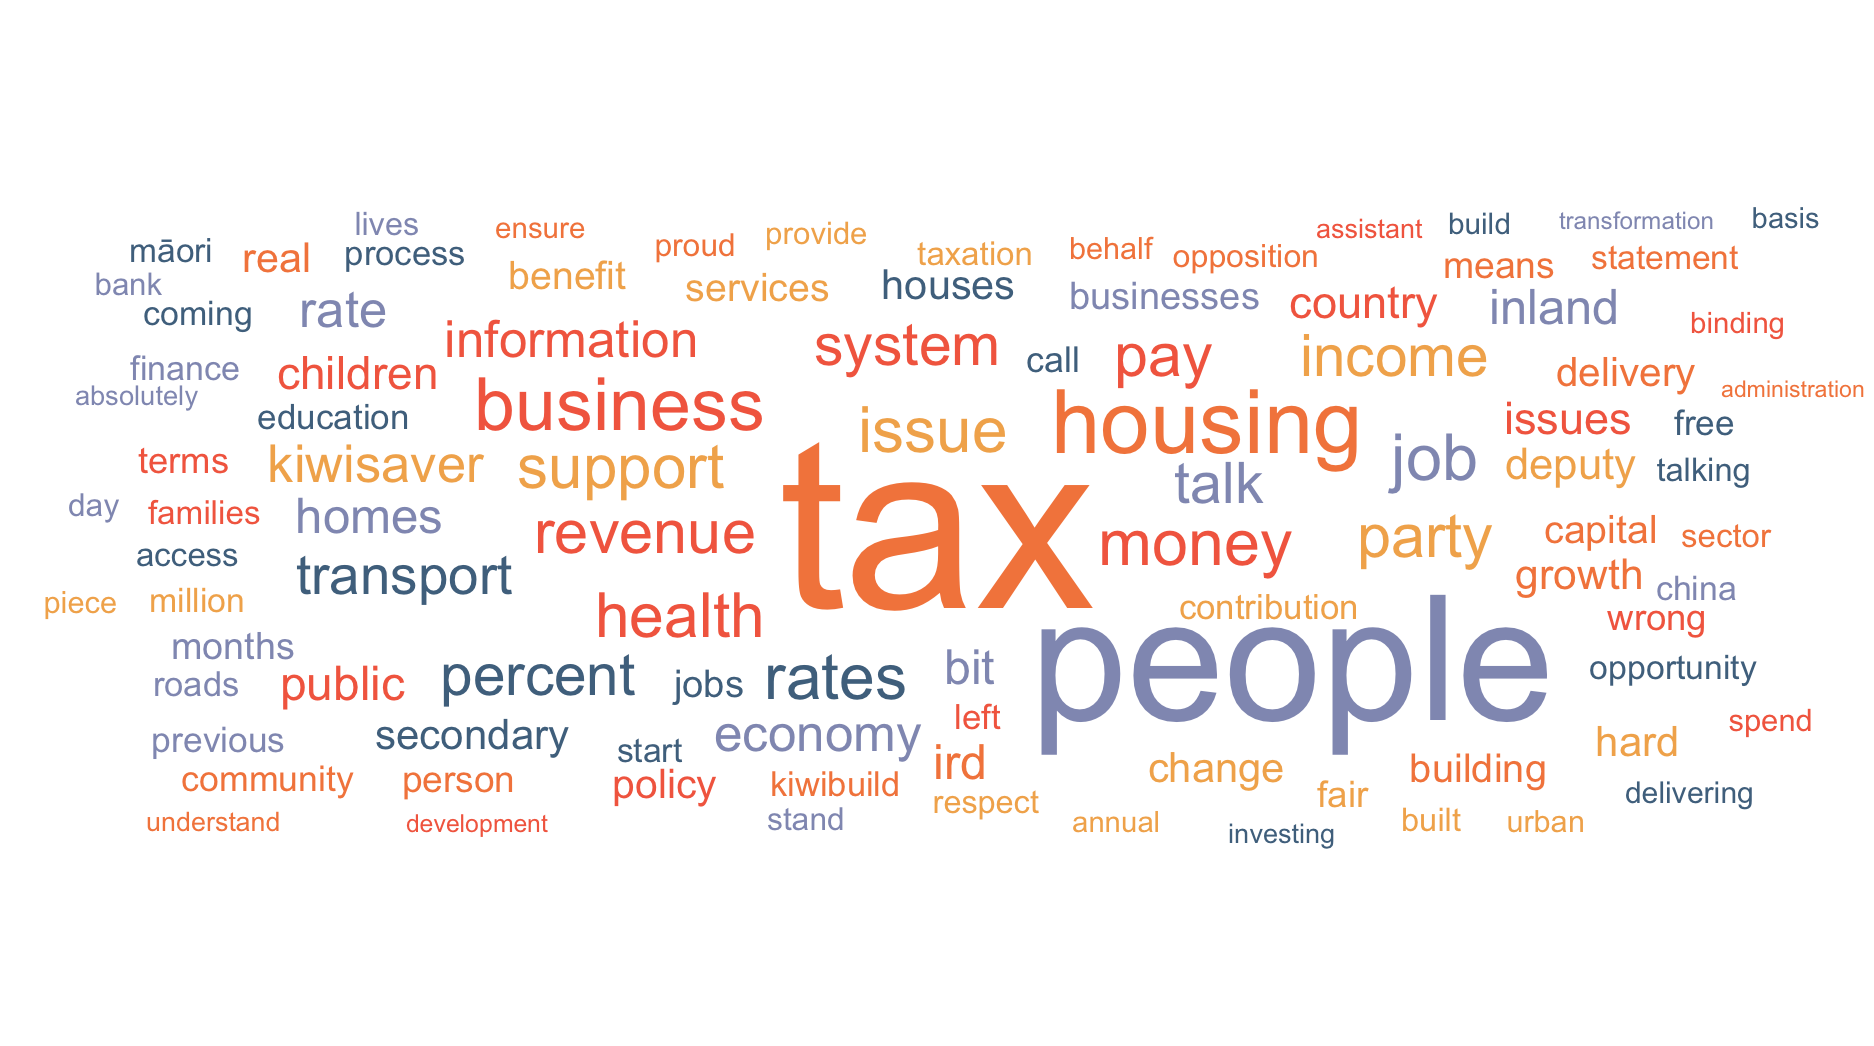 lives
ensure
proud
provide
taxation
behalf
opposition
assistant
build
transformation
basis
māori
real
process
benefit
services
houses
businesses
country
means
statement
bank
coming
rate
information
system
call
pay
income
inland
binding
finance
absolutely
children
education
business
issue
housing
job
delivery
issues
administration
free
terms
kiwisaver
support
tax
talk
deputy
talking
day
families
homes
revenue
money
party
capital
sector
access
transport
growth
china
piece
million
health
contribution
people
wrong
months
roads
public
percent
jobs
rates
bit
opportunity
previous
secondary
start
economy
left
hard
spend
community
person
policy
kiwibuild
ird
respect
change
fair
building
delivering
understand
development
stand
annual
investing
built
urban